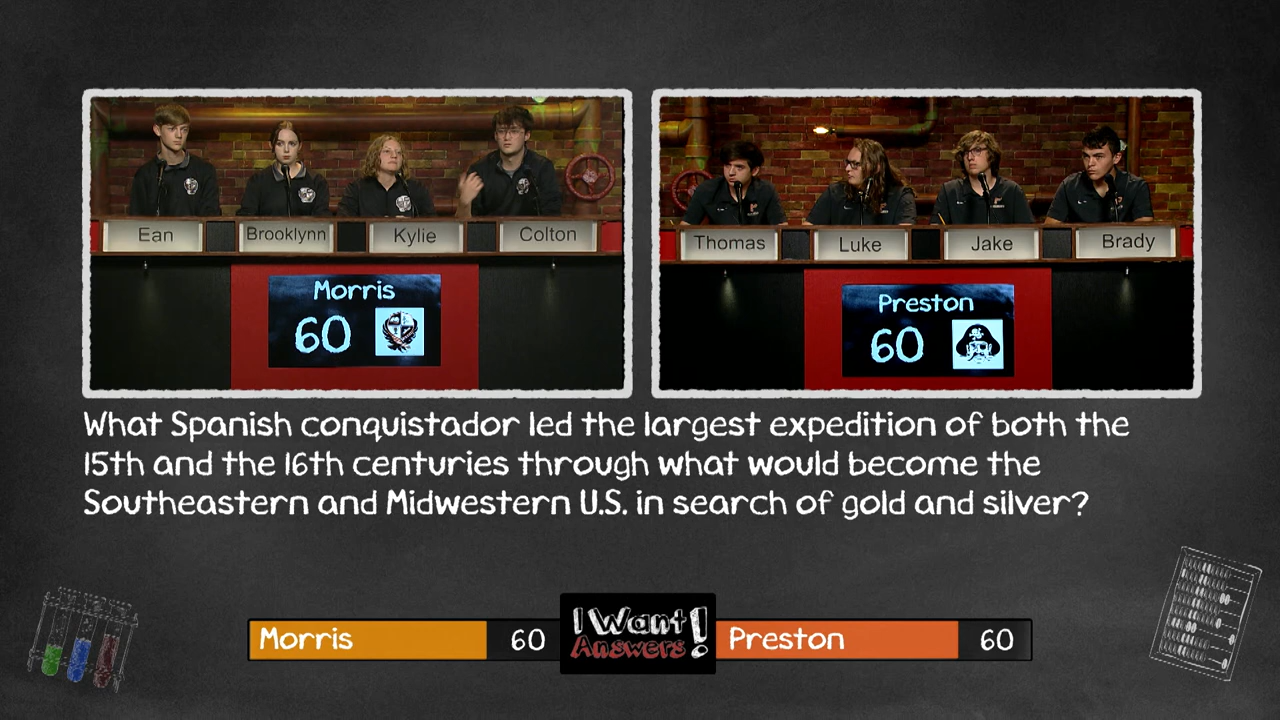 Ean Brooklynn Kylie Colton
Thomas Luke Jake Brady
Morris
60
Preston
60
What Spanish conquistador led the largest expedition of both the
15th and the 16th centuries through what would become the
Southeastern and Midwestern U.S. in search of gold and silver?
Morris 60
I Want
Answers!
Preston 60